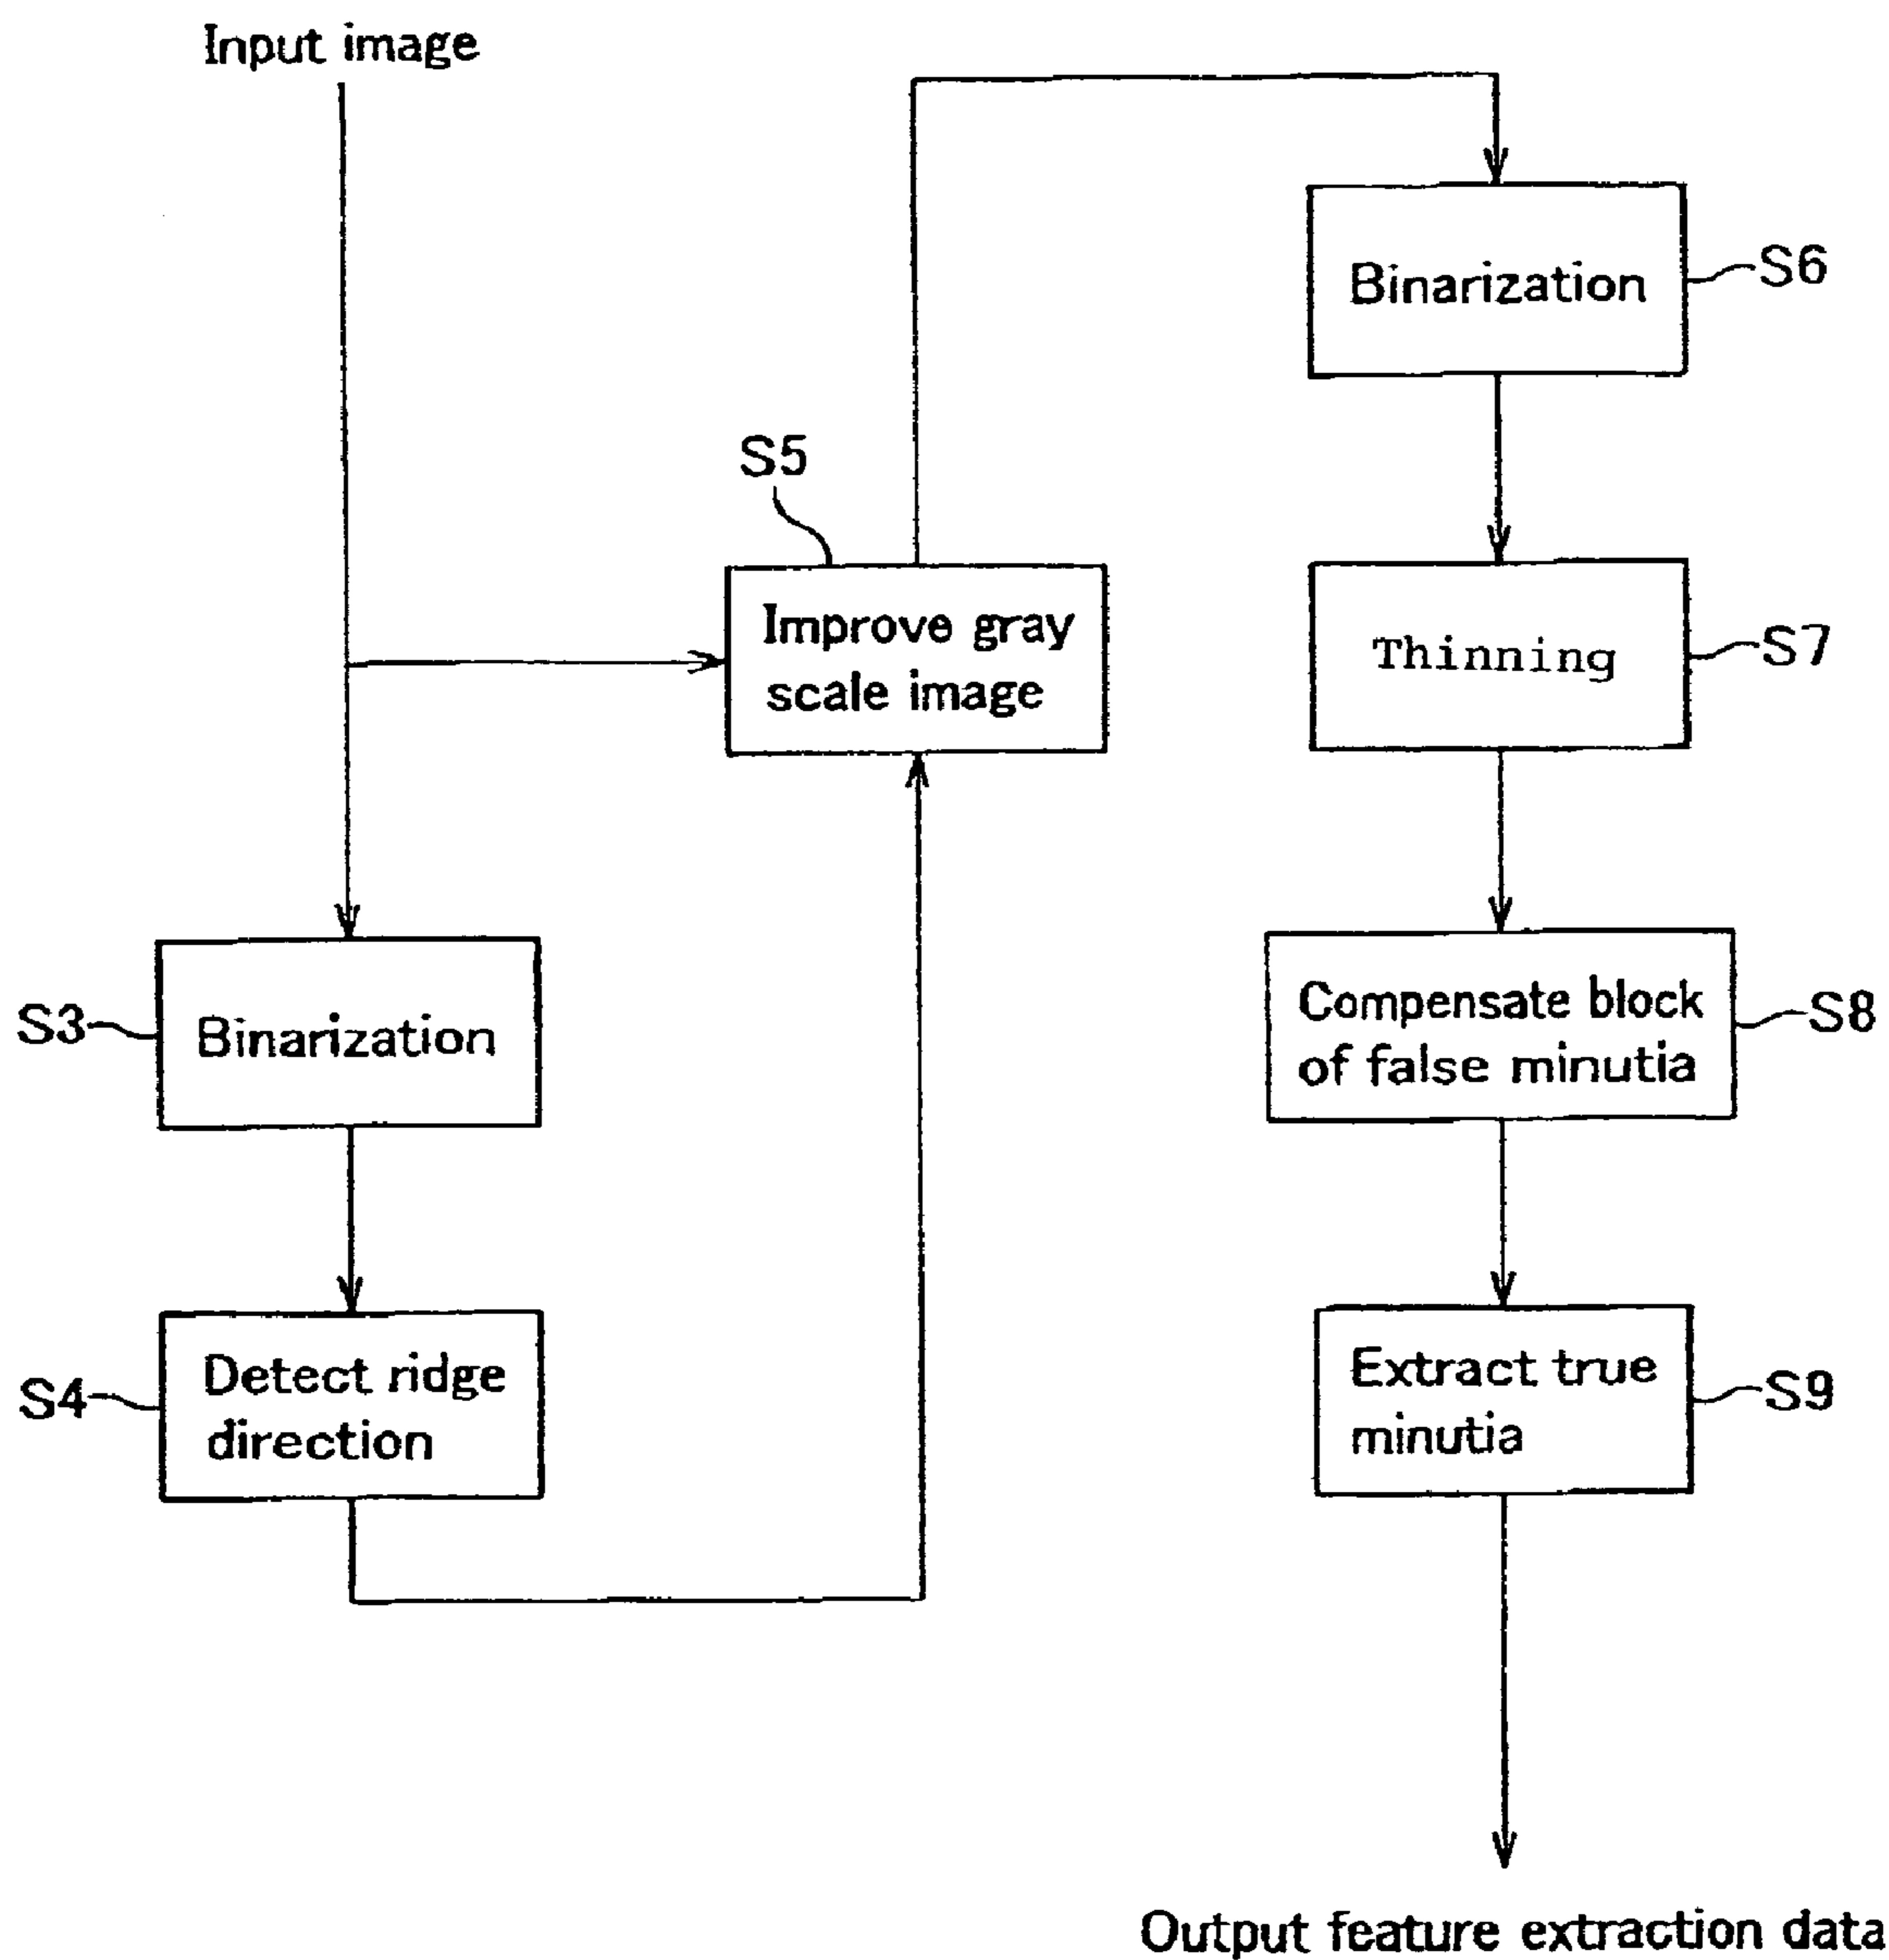 Input image
S3
Binarization
S4
Detect ridge
direction
S5
Improve gray
scale image
Binarization
S6
Thinning
S7
Compensate block
of false minutia
S8
Extract true
minutia
S9
Output feature extraction data